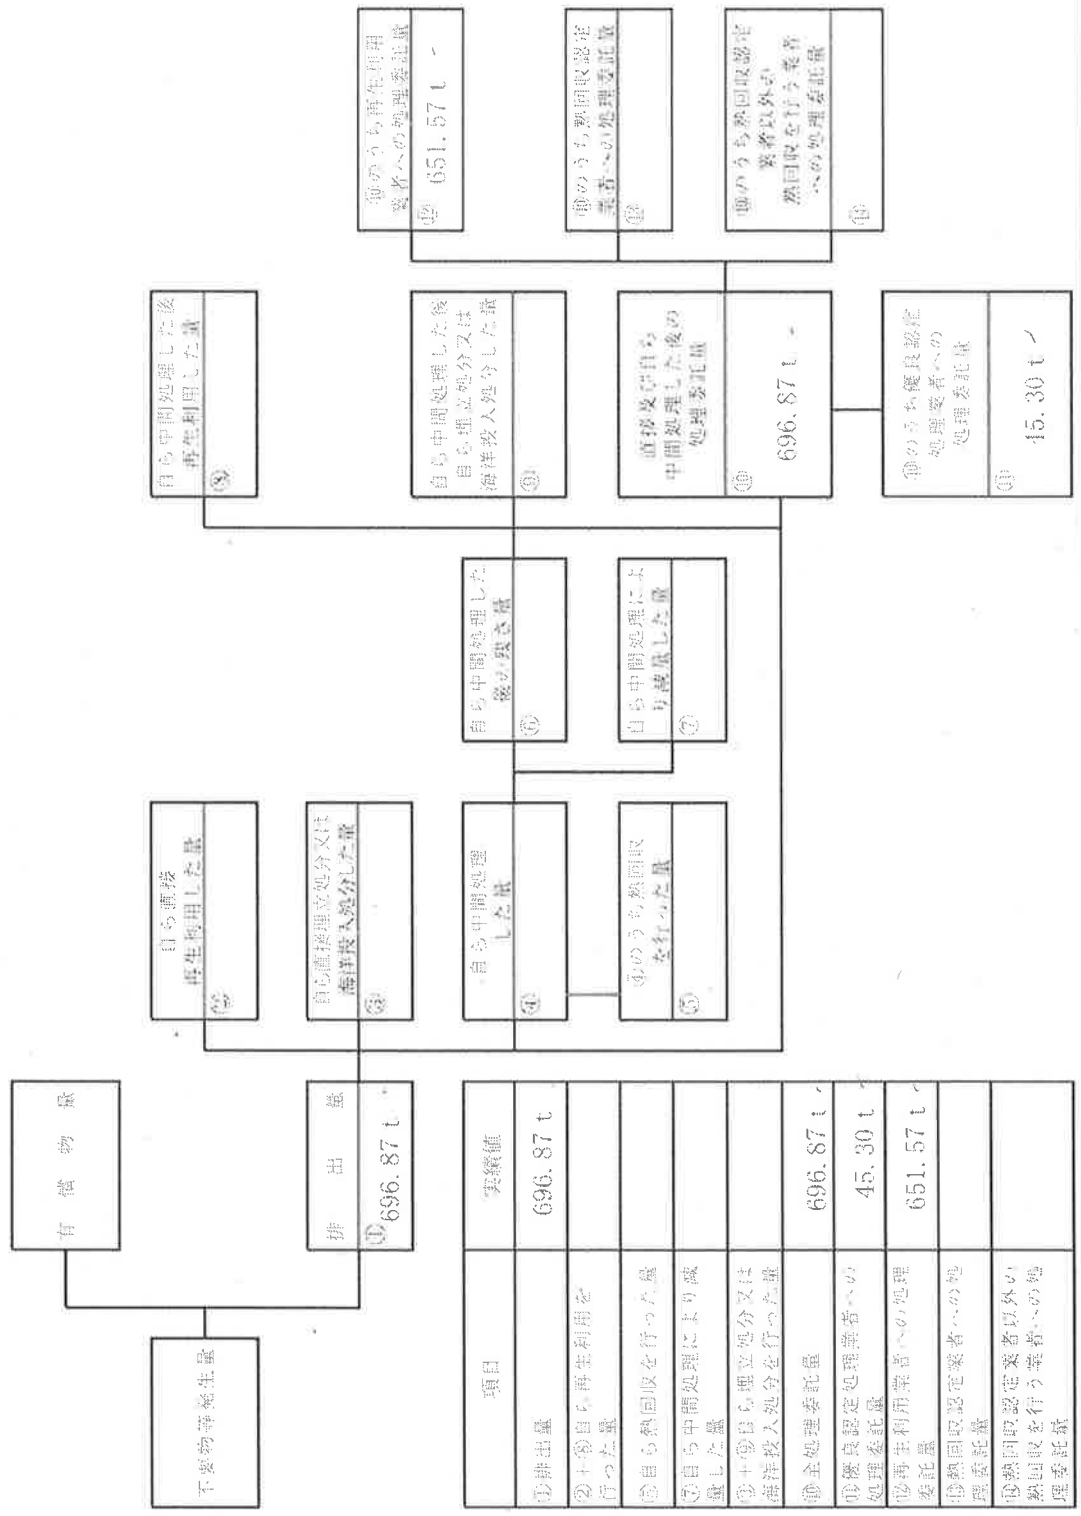 不要物等発生量
有償物量
排出量
①696.87 t
自ら直接
再生利用した量
②
自ら直接埋立処分又は
海洋投入処分した量
③
自ら中間処理
した量
④
④のうち熱回収
を行った量
⑤
自ら中間処理した
後の残さ量
⑥
自ら中間処理によ
り減量した量
⑦
自ら中間処理した後
再生利用した量
⑧
自ら中間処理した後
自ら埋立処分又は
海洋投入処分した量
⑨
直接及び自ら
中間処理した後の
処理委託量
⑩
696.87 t
⑩のうち優良認定
処理業者への
処理委託量
⑪
45.30 t
⑩のうち再生利用
業者への処理委託量
⑫
651.57 t
⑩のうち熱回収認定
業者への処理委託量
⑬
⑩のうち熱回収認定
業者以外の
熱回収を行う業者
への処理委託量
⑭
項目 実績値
①排出量 696.87 t
②+⑧自ら再生利用を
行った量
⑤自ら熱回収を行った量
⑦自ら中間処理により減
量した量
③+⑨自ら埋立処分又は
海洋投入処分を行った量
⑩全処理委託量 696.87 t
⑪優良認定処理業者への
処理委託量 45.30 t
⑫再生利用業者への処理
委託量 651.57 t
⑬熱回収認定業者への処
理委託量
⑭熱回収認定業者以外の
熱回収を行う業者への処
理委託量